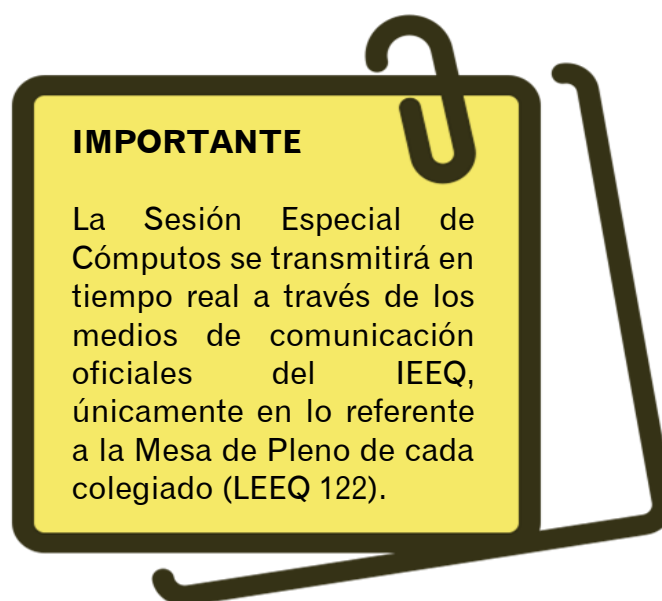 IMPORTANTE
La Sesión Especial de
Cómputos se transmitirá en
tiempo real a través de los
medios de comunicación
oficiales del IEEQ,
únicamente en lo referente
a la Mesa de Pleno de cada
colegiado (LEEQ 122).